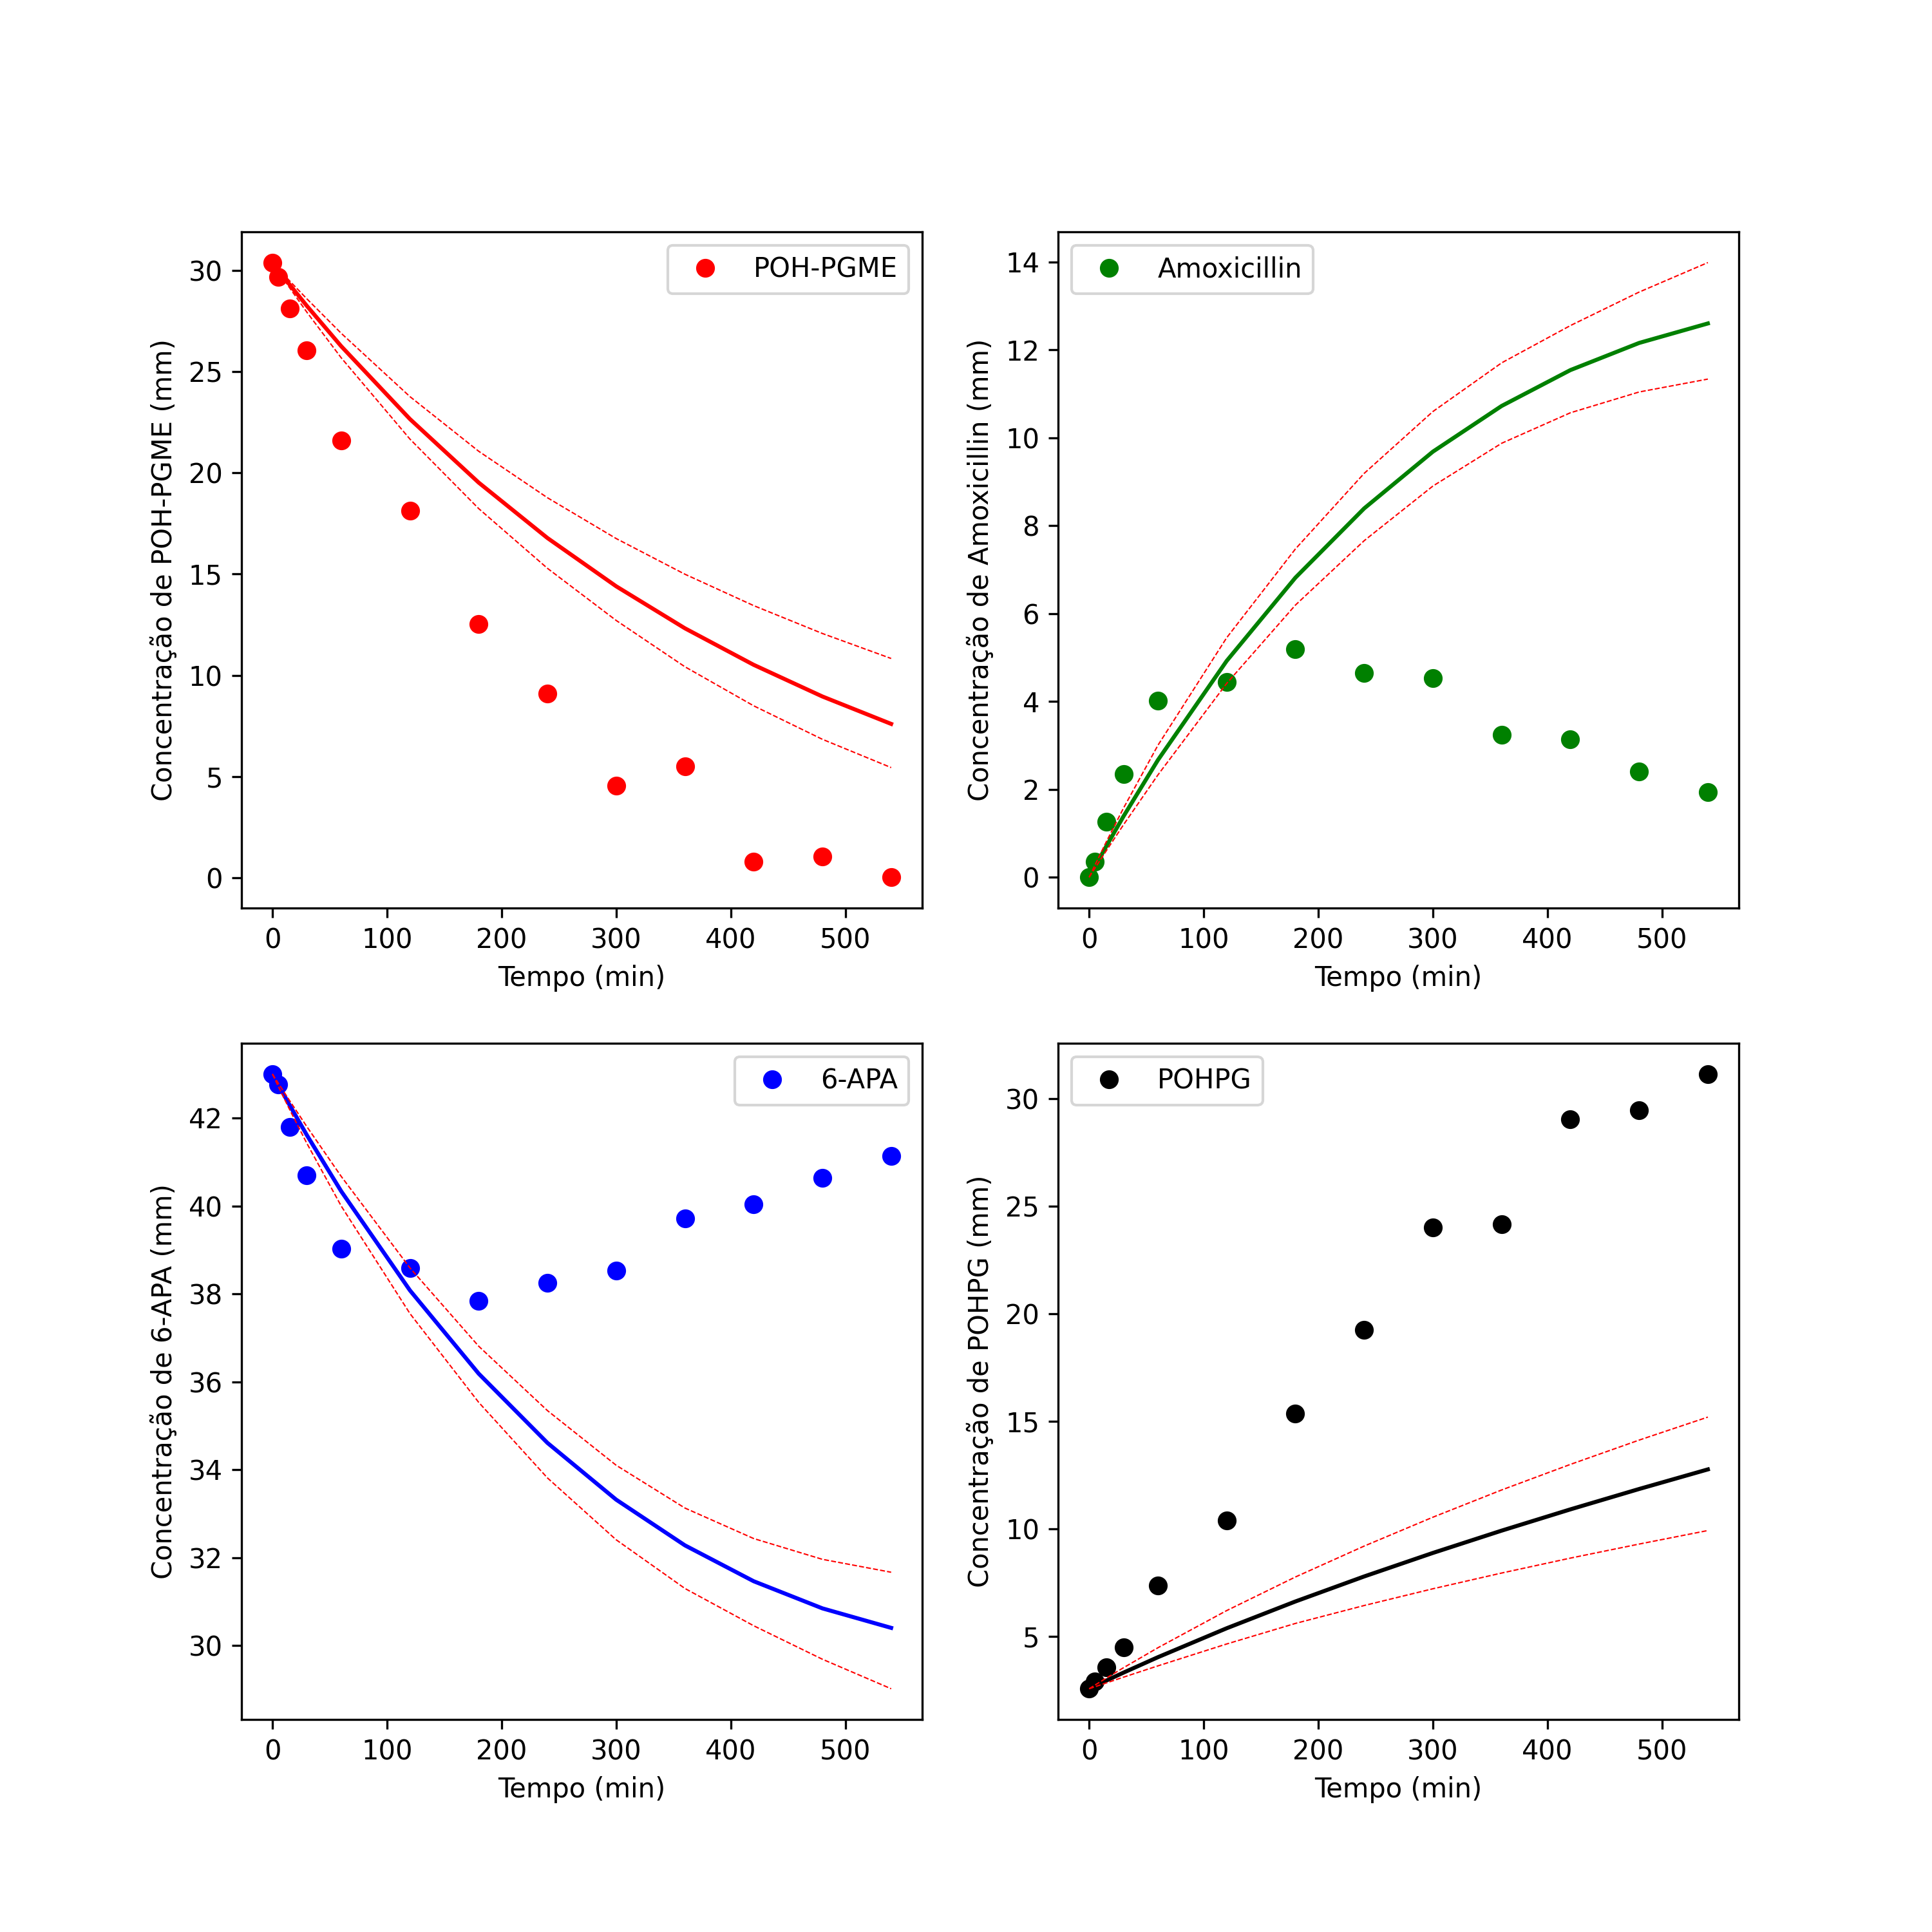 POH-PGME
Concentração de POH-PGME (mm)
30
25
20
15
10
5
0
0 100 200 300 400 500
Tempo (min)
Amoxicillin
Concentração de Amoxicillin (mm)
14
12
10
8
6
4
2
0
0 100 200 300 400 500
Tempo (min)
6-APA
Concentração de 6-APA (mm)
42
40
38
36
34
32
30
0 100 200 300 400 500
Tempo (min)
POHPG
Concentração de POHPG (mm)
30
25
20
15
10
5
0 100 200 300 400 500
Tempo (min)